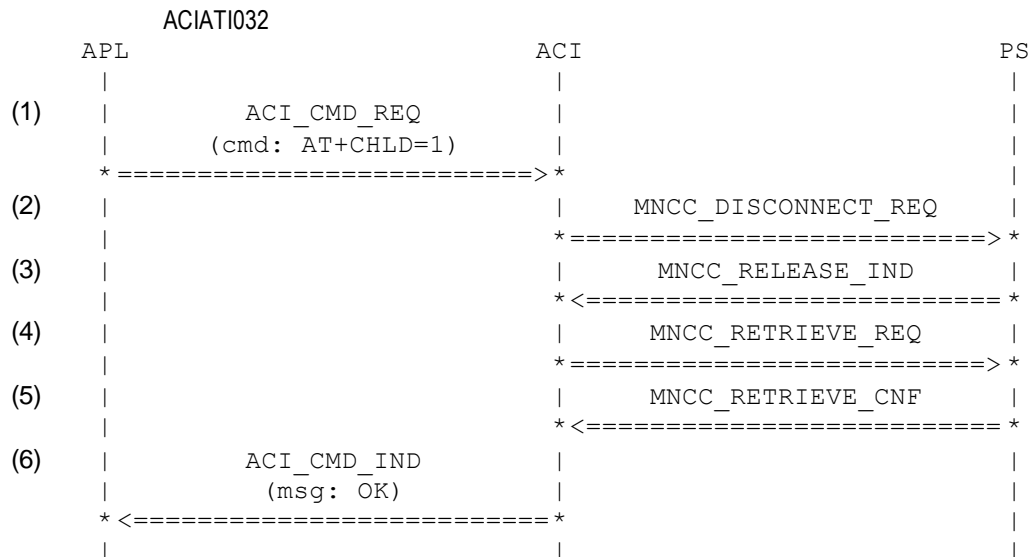 ACIATI032
APL ACI PS
| | |
(1) | ACI_CMD_REQ | |
| (cmd: AT+CHLD=1) | |
*==========================>* |
(2) | | MNCC_DISCONNECT_REQ |
| *==========================>*
(3) | | MNCC_RELEASE_IND |
| *<==========================*
(4) | | MNCC_RETRIEVE_REQ |
| *==========================>*
(5) | | MNCC_RETRIEVE_CNF |
| *<==========================*
(6) | ACI_CMD_IND | |
| (msg: OK) | |
*<==========================* |
| | |